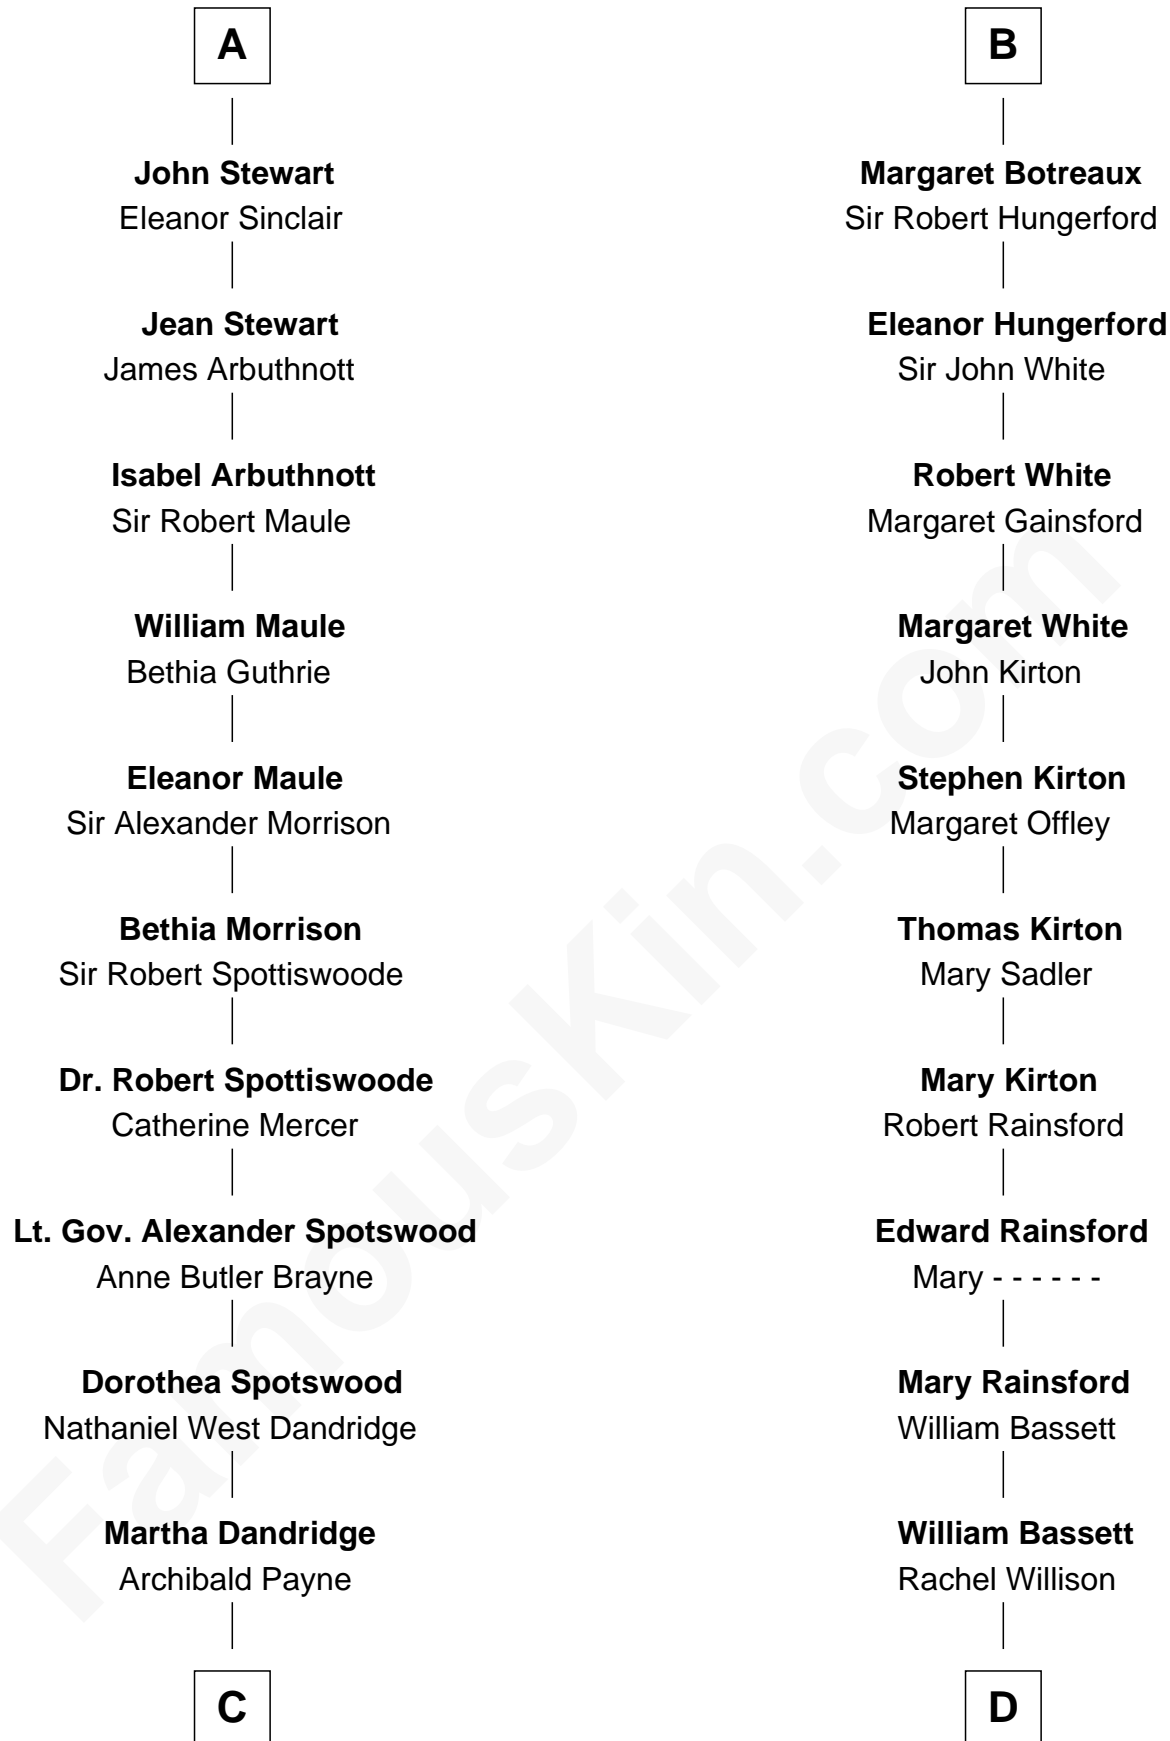 A
John Stewart
Eleanor Sinclair
Jean Stewart
James Arbuthnott
Isabel Arbuthnott
Sir Robert Maule
William Maule
Bethia Guthrie
Eleanor Maule
Sir Alexander Morrison
Bethia Morrison
Sir Robert Spottiswoode
Dr. Robert Spottiswoode
Catherine Mercer
Lt. Gov. Alexander Spotswood
Anne Butler Brayne
Dorothea Spotswood
Nathaniel West Dandridge
Martha Dandridge
Archibald Payne
C
B
Margaret Botreaux
Sir Robert Hungerford
Eleanor Hungerford
Sir John White
Robert White
Margaret Gainsford
Margaret White
John Kirton
Stephen Kirton
Margaret Offley
Thomas Kirton
Mary Sadler
Mary Kirton
Robert Rainsford
Edward Rainsford
Mary - - - - - -
Mary Rainsford
William Bassett
William Bassett
Rachel Willison
D
FamousKin.com